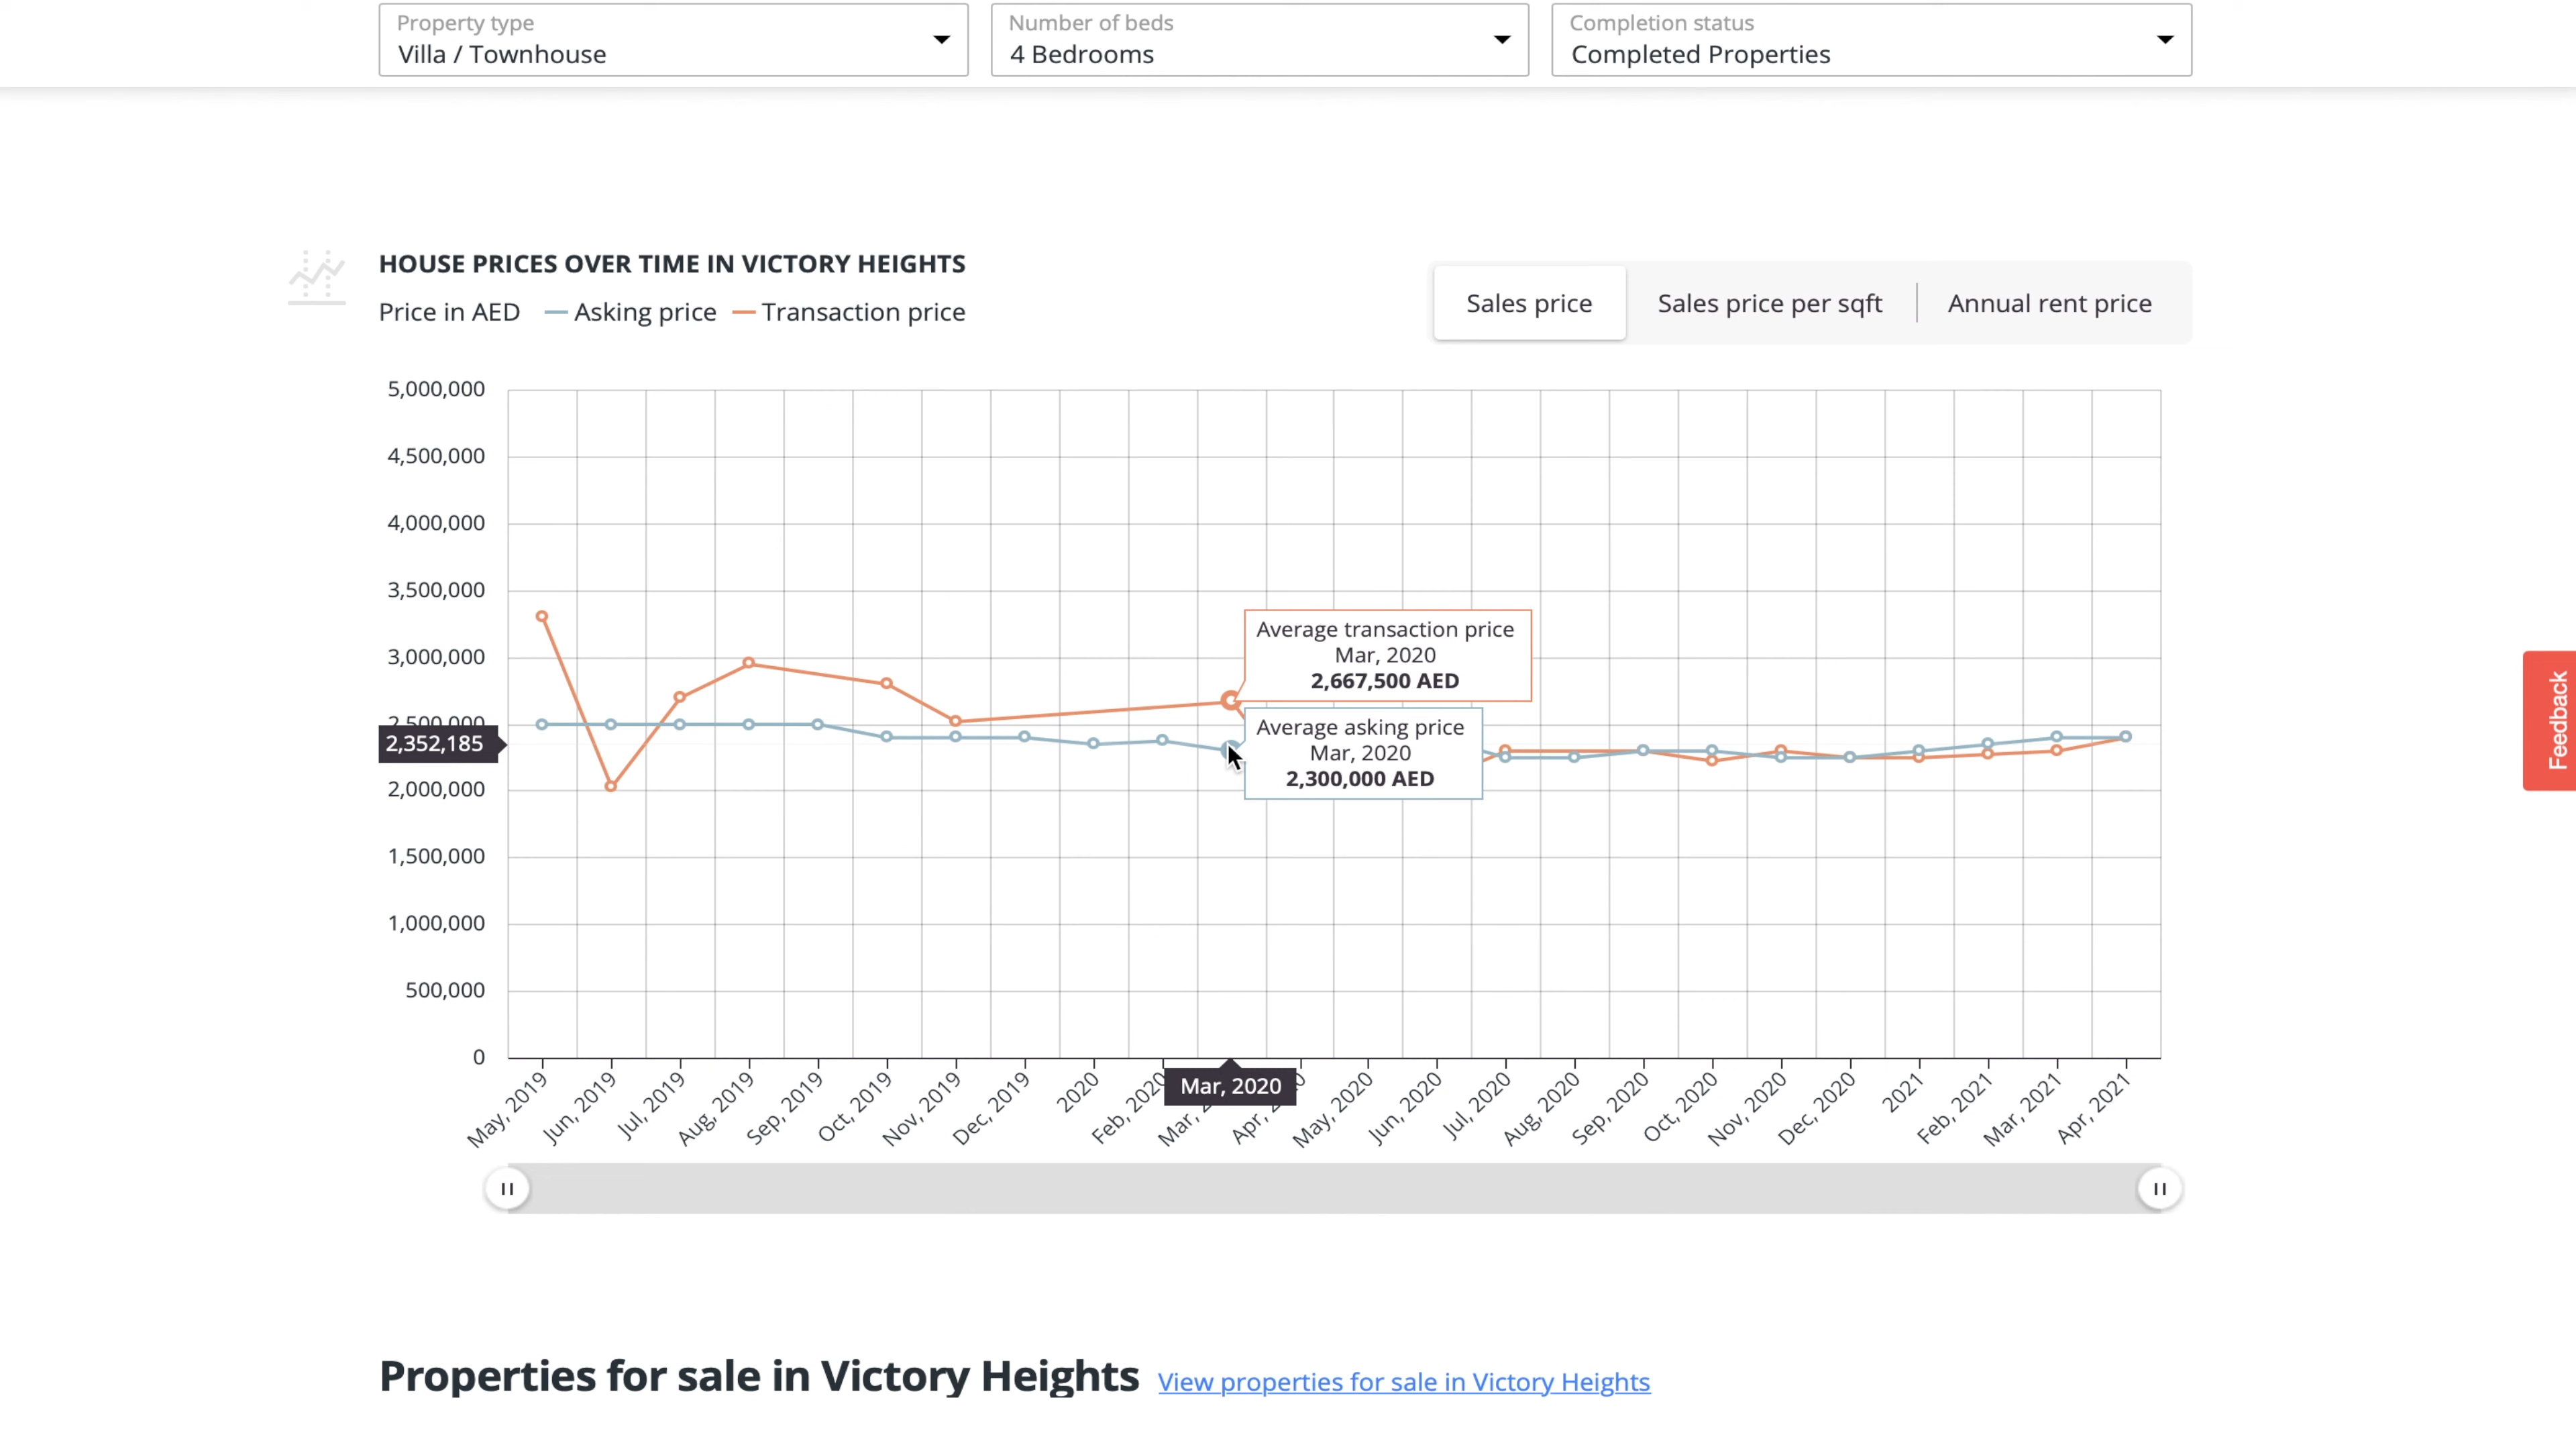 Property type
Villa / Townhouse
Number of beds
4 Bedrooms
Completion status
Completed Properties
HOUSE PRICES OVER TIME IN VICTORY HEIGHTS
Price in AED Asking price Transaction price
Sales price Sales price per sqft Annual rent price
5,000,000
4,500,000
4,000,000
3,500,000
3,000,000
2,500,000
2,352,185
2,000,000
1,500,000
1,000,000
500,000
0
Average transaction price
Mar, 2020
2,667,500 AED
Average asking price
Mar, 2020
2,300,000 AED
May, 2019
Jun, 2019
Jul, 2019
Aug, 2019
Sep, 2019
Oct, 2019
Nov, 2019
Dec, 2019
2020
Feb, 2020
Mar, 2020
Mar, 2
Apr, 20
May, 2020
Jun, 2020
Jul, 2020
Aug, 2020
Sep, 2020
Oct, 2020
Nov, 2020
Dec, 2020
2021
Feb, 2021
Mar, 2021
Apr, 2021
Feedback
Properties for sale in Victory Heights View properties for sale in Victory Heights